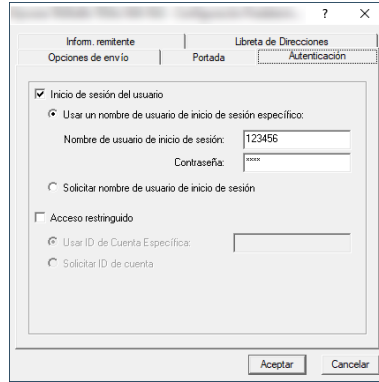 Inform. remitente
Libreta de Direcciones
Opciones de envío
Portada
Autenticación
Inicio de sesión del usuario
Usar un nombre de usuario de inicio de sesión específico:
Nombre de usuario de inicio de sesión: 123456
Contraseña: ****
Solicitar nombre de usuario de inicio de sesión
Acceso restringido
Usar ID de Cuenta Específica:
Solicitar ID de cuenta
Aceptar
Cancelar